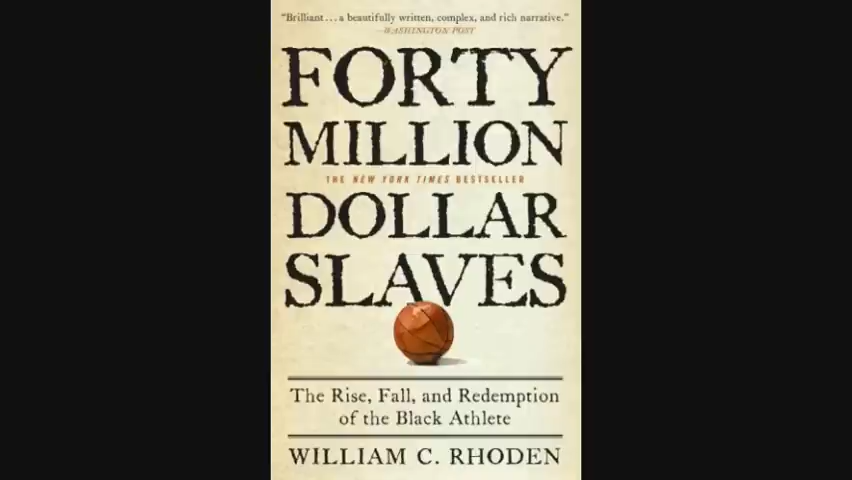 "Brilliant...a beautifully written, complex, and rich narrative."
—WASHINGTON POST
FORTY
MILLION
THE NEW YORK TIMES BESTSELLER
DOLLAR
SLAVES
The Rise, Fall, and Redemption
of the Black Athlete
WILLIAM C. RHODEN